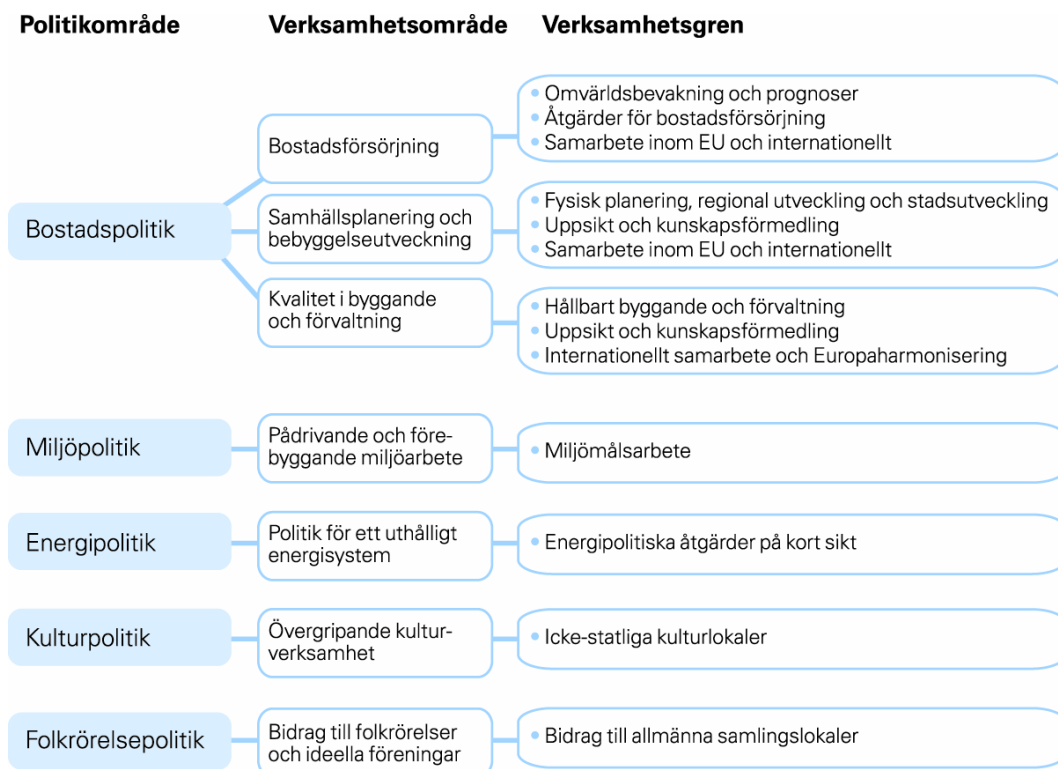 Politikområde Verksamhetsområde Verksamhetsgren
Bostadspolitik
Bostadsförsörjning
• Omvärldsbevakning och prognoser
• Åtgärder för bostadsförsörjning
• Samarbete inom EU och internationellt
Samhällsplanering och
bebyggelseutveckning
• Fysisk planering, regional utveckling och stadsutveckling
• Uppsikt och kunskapsförmedling
• Samarbete inom EU och internationellt
Kvalitet i byggande
och förvaltning
• Hållbart byggande och förvaltning
• Uppsikt och kunskapsförmedling
• Internationellt samarbete och Europaharmonisering
Miljöpolitik
Pådrivande och före-
byggande miljöarbete
• Miljömålsarbete
Energipolitik
Politik för ett uthålligt
energisystem
• Energipolitiska åtgärder på kort sikt
Kulturpolitik
Övergripande kultur-
verksamhet
• Icke-statliga kulturlokaler
Folkrörelsepolitik
Bidrag till folkrörelser
och ideella föreningar
• Bidrag till allmänna samlingslokaler